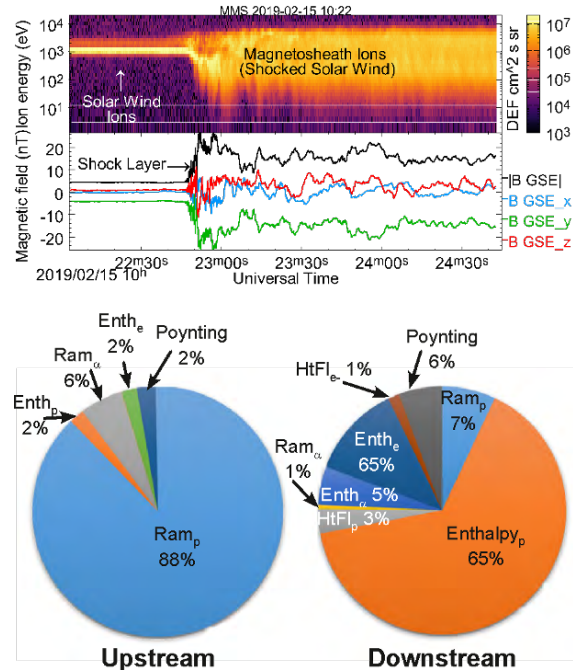 MMS 2019-02-15 10:22
Ion energy (eV)
10⁴
10³
10²
10¹
Solar Wind
Ions
Magnetosheath Ions
(Shocked Solar Wind)
10⁷
10⁶
10⁵
10⁴
10³
DEF cm^2 s sr
Magnetic field (nT)
20
10
0
-10
-20
Shock Layer
|B GSE|
B GSE_x
B GSE_y
B GSE_z
22ᵐ30ˢ
23ᵐ00ˢ
23ᵐ30ˢ
24ᵐ00ˢ
24ᵐ30ˢ
2019/02/15 10ʰ
Universal Time
Enthₑ
2%
Poynting
2%
Ram_α
6%
Enth_p
2%
Ram_p
88%
Upstream
Poynting
6%
HtFlₑ₋ 1%
Ram_p
7%
Enthₑ
65%
Ram_α
1%
Enth_α 5%
HtFl_p 3%
Enthalpy_p
65%
Downstream